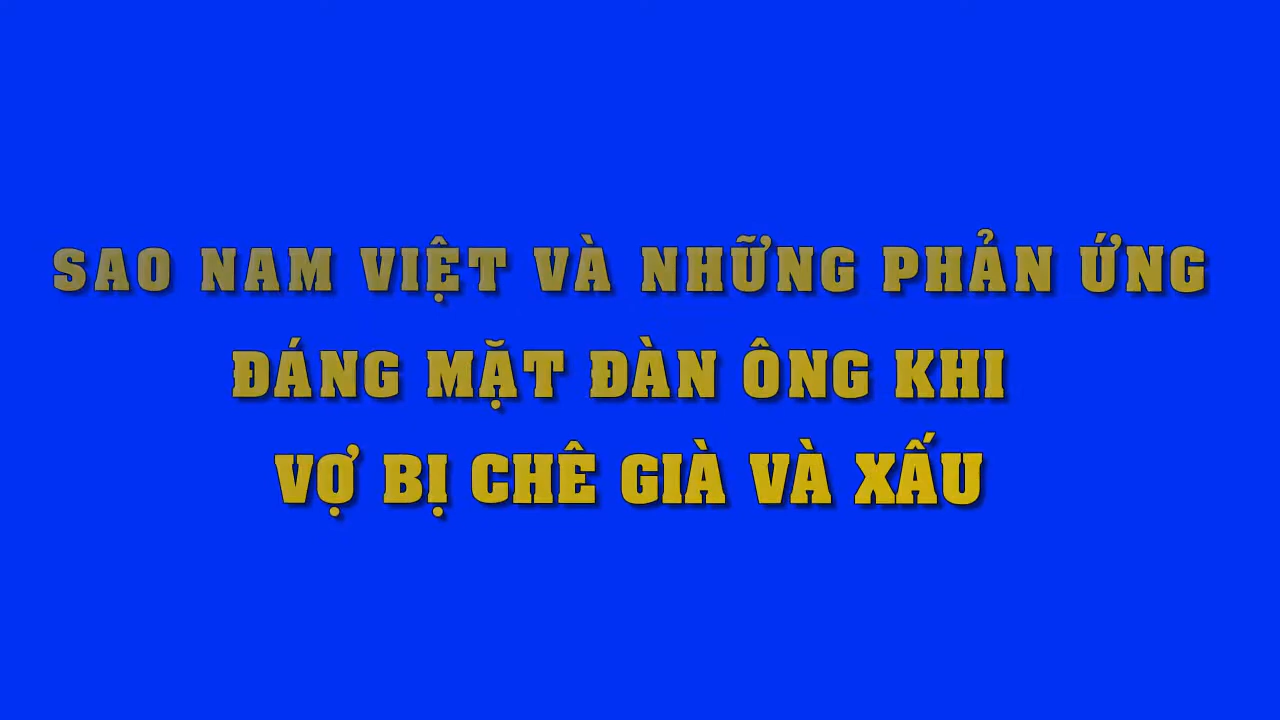 SAO NAM VIỆT VÀ NHỮNG PHẢN ỨNG
ĐÁNG MẶT ĐÀN ÔNG KHI
VỢ BỊ CHÊ GIÀ VÀ XẤU